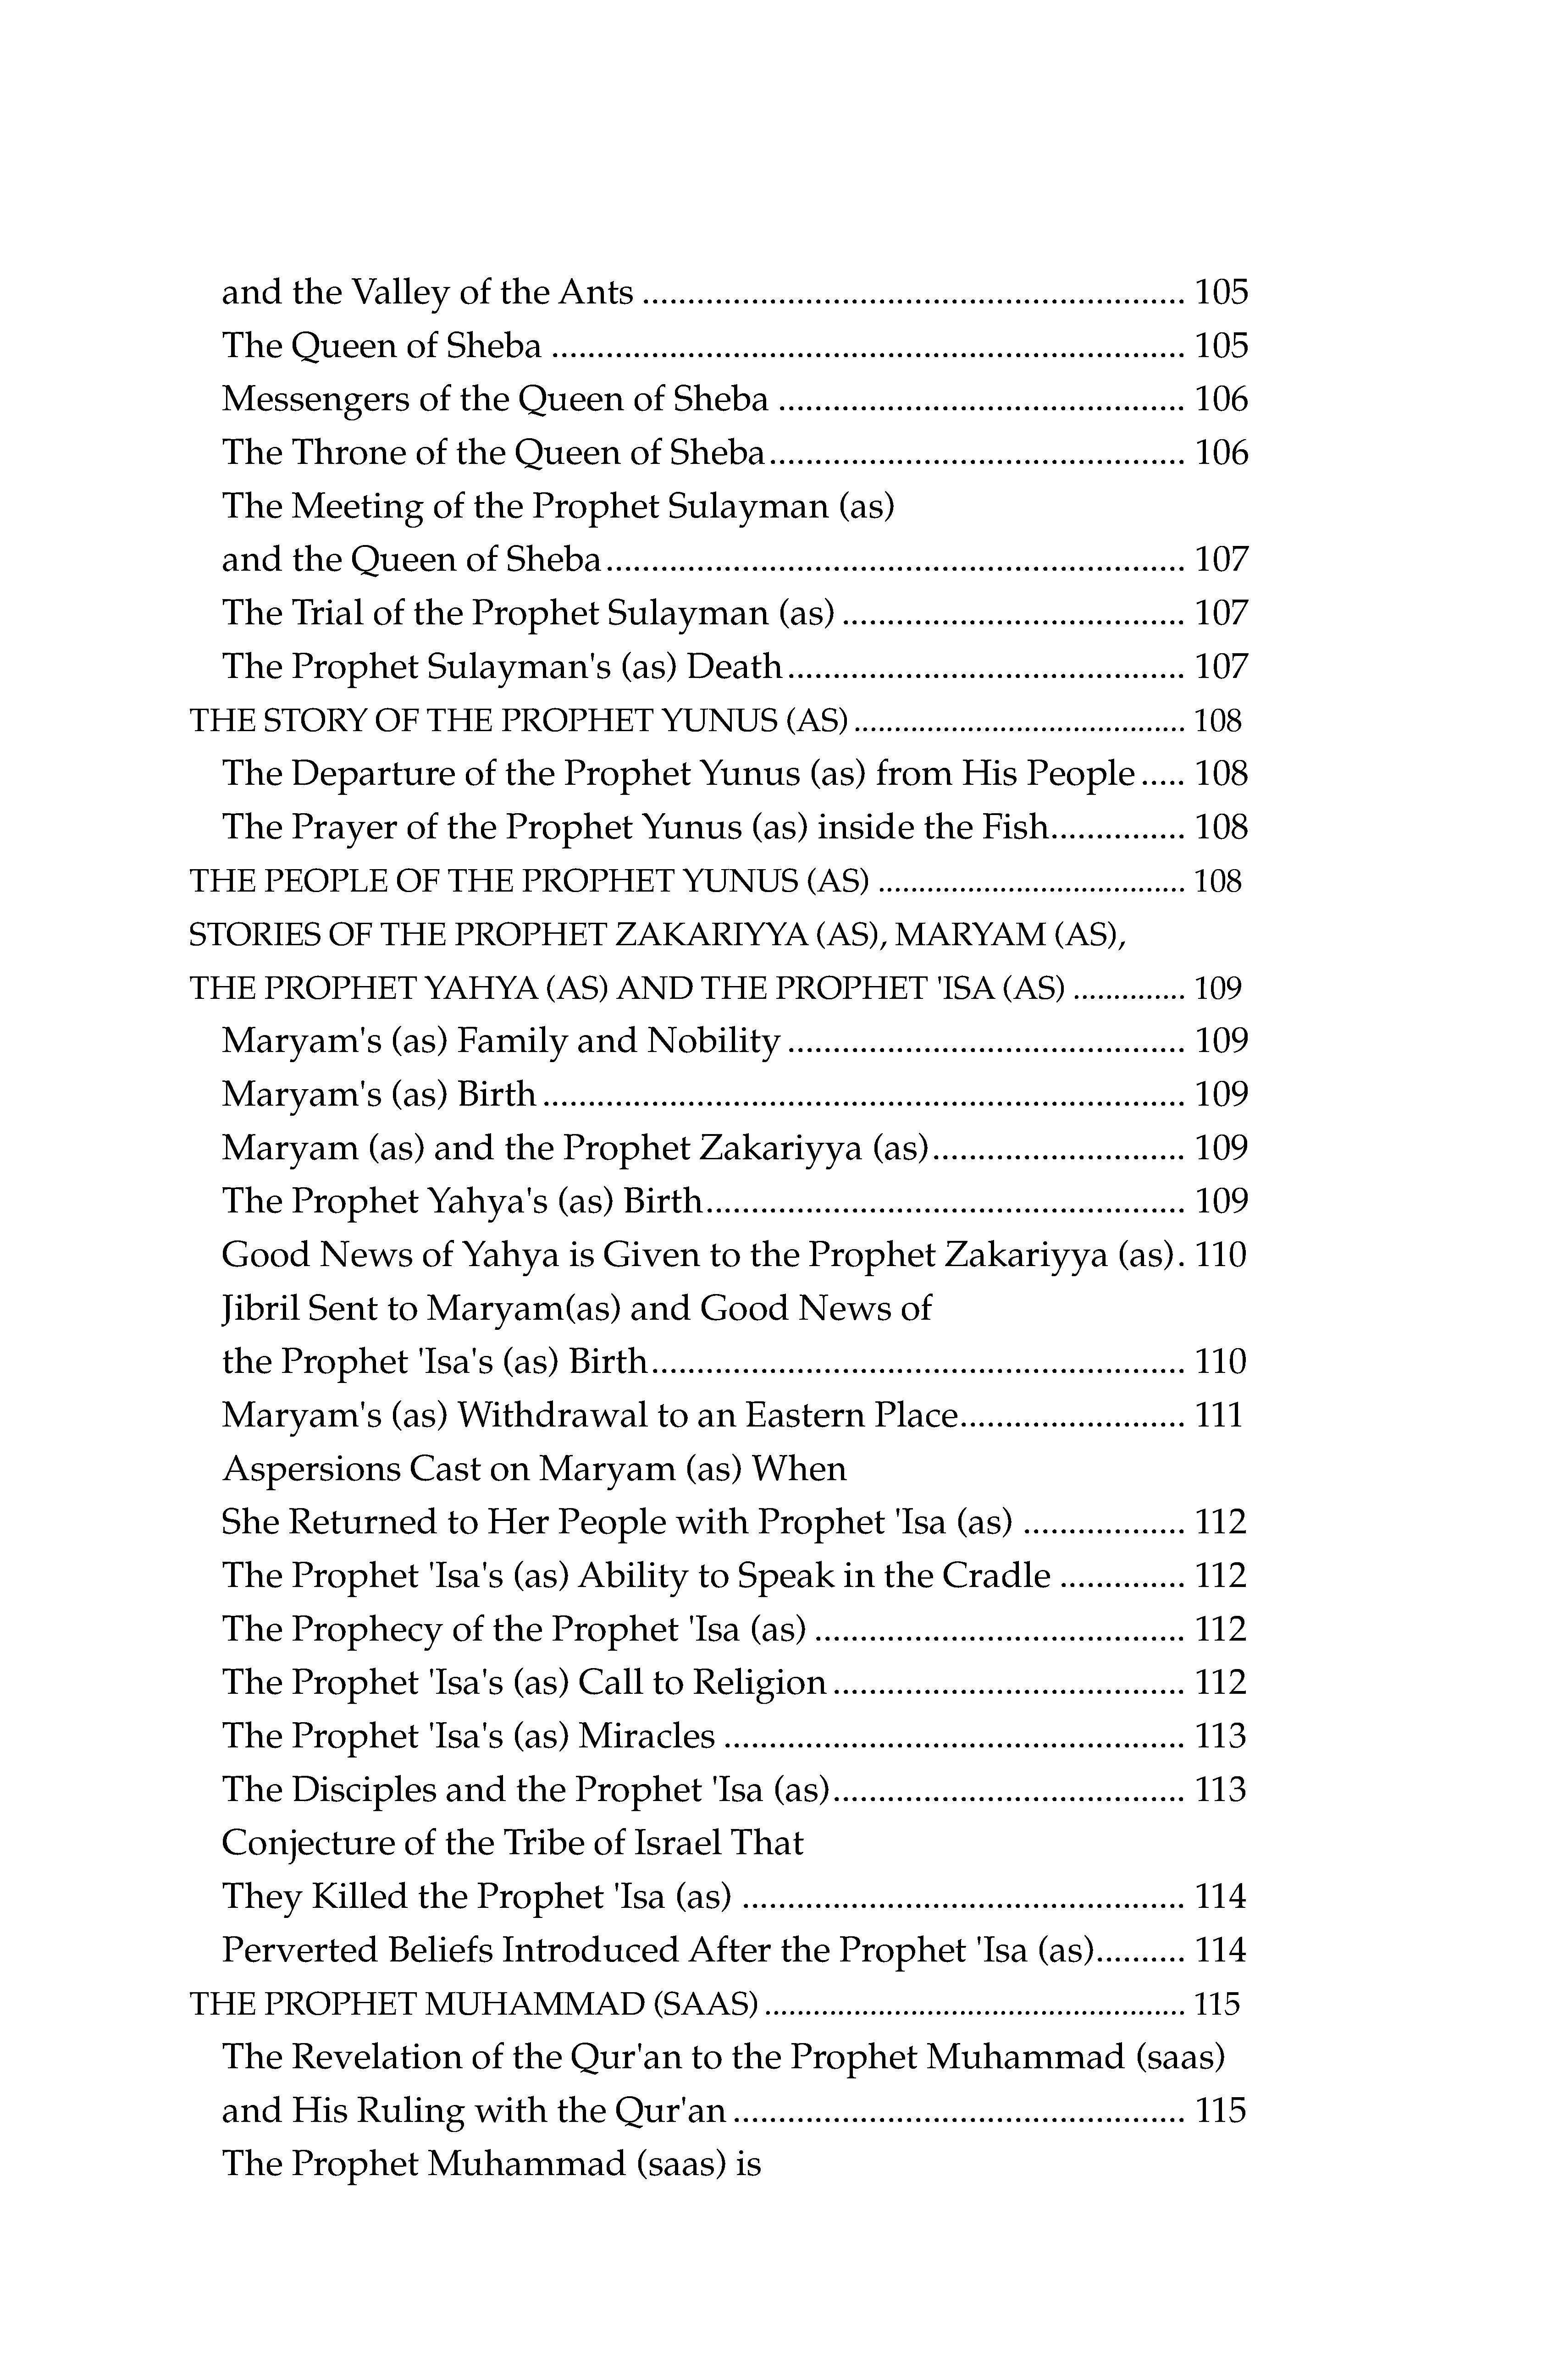 and the Valley of the Ants ............................................................ 105
The Queen of Sheba ...................................................................... 105
Messengers of the Queen of Sheba ............................................. 106
The Throne of the Queen of Sheba.............................................. 106
The Meeting of the Prophet Sulayman (as)
and the Queen of Sheba................................................................ 107
The Trial of the Prophet Sulayman (as) ...................................... 107
The Prophet Sulayman's (as) Death............................................ 107
THE STORY OF THE PROPHET YUNUS (AS)......................................... 108
The Departure of the Prophet Yunus (as) from His People..... 108
The Prayer of the Prophet Yunus (as) inside the Fish............... 108
THE PEOPLE OF THE PROPHET YUNUS (AS) ...................................... 108
STORIES OF THE PROPHET ZAKARIYYA (AS), MARYAM (AS),
THE PROPHET YAHYA (AS) AND THE PROPHET 'ISA (AS) .............. 109
Maryam's (as) Family and Nobility ............................................ 109
Maryam's (as) Birth....................................................................... 109
Maryam (as) and the Prophet Zakariyya (as)............................ 109
The Prophet Yahya's (as) Birth..................................................... 109
Good News of Yahya is Given to the Prophet Zakariyya (as). 110
Jibril Sent to Maryam(as) and Good News of
the Prophet 'Isa's (as) Birth........................................................... 110
Maryam's (as) Withdrawal to an Eastern Place......................... 111
Aspersions Cast on Maryam (as) When
She Returned to Her People with Prophet 'Isa (as) .................. 112
The Prophet 'Isa's (as) Ability to Speak in the Cradle .............. 112
The Prophecy of the Prophet 'Isa (as) ......................................... 112
The Prophet 'Isa's (as) Call to Religion....................................... 112
The Prophet 'Isa's (as) Miracles ................................................... 113
The Disciples and the Prophet 'Isa (as)....................................... 113
Conjecture of the Tribe of Israel That
They Killed the Prophet 'Isa (as) ................................................. 114
Perverted Beliefs Introduced After the Prophet 'Isa (as).......... 114
THE PROPHET MUHAMMAD (SAAS).................................................... 115
The Revelation of the Qur'an to the Prophet Muhammad (saas)
and His Ruling with the Qur'an .................................................. 115
The Prophet Muhammad (saas) is